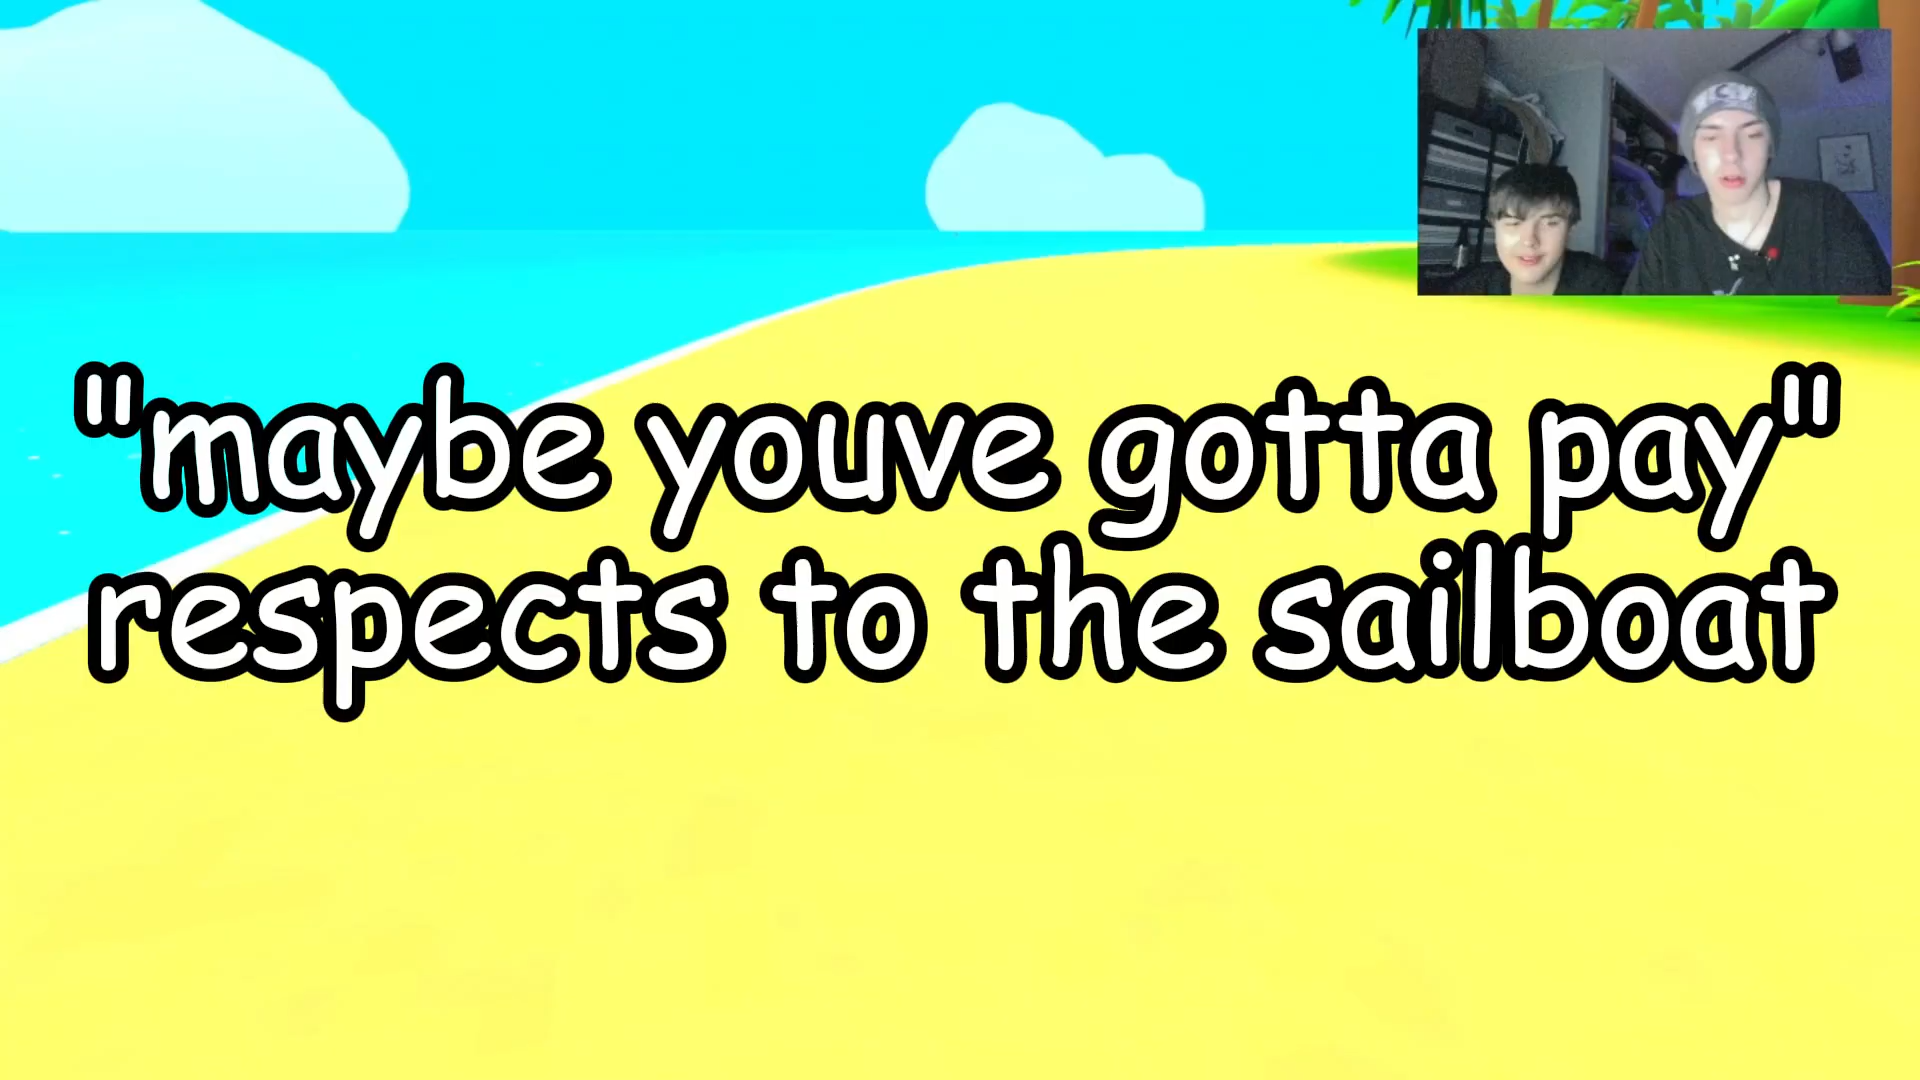 "maybe youve gotta pay"
respects to the sailboat